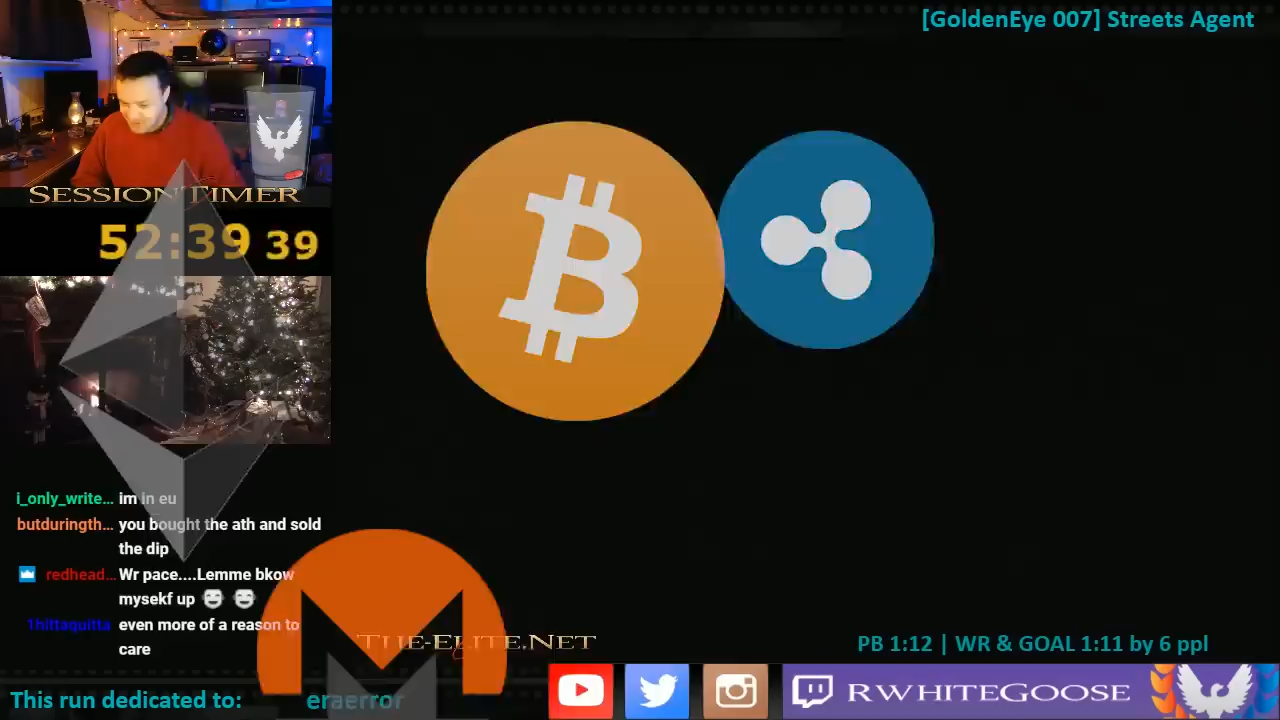 [GoldenEye 007] Streets Agent
SESSION TIMER
52:39 39
i_only_write... im in eu
butduringth... you bought the ath and sold
the dip
redhead... Wr pace....Lemme bkow
mysekf up
1hittaquitta even more of a reason to
care
THE-ELITE.NET
PB 1:12 | WR & GOAL 1:11 by 6 ppl
This run dedicated to: eraerror
RWHITEGOOSE